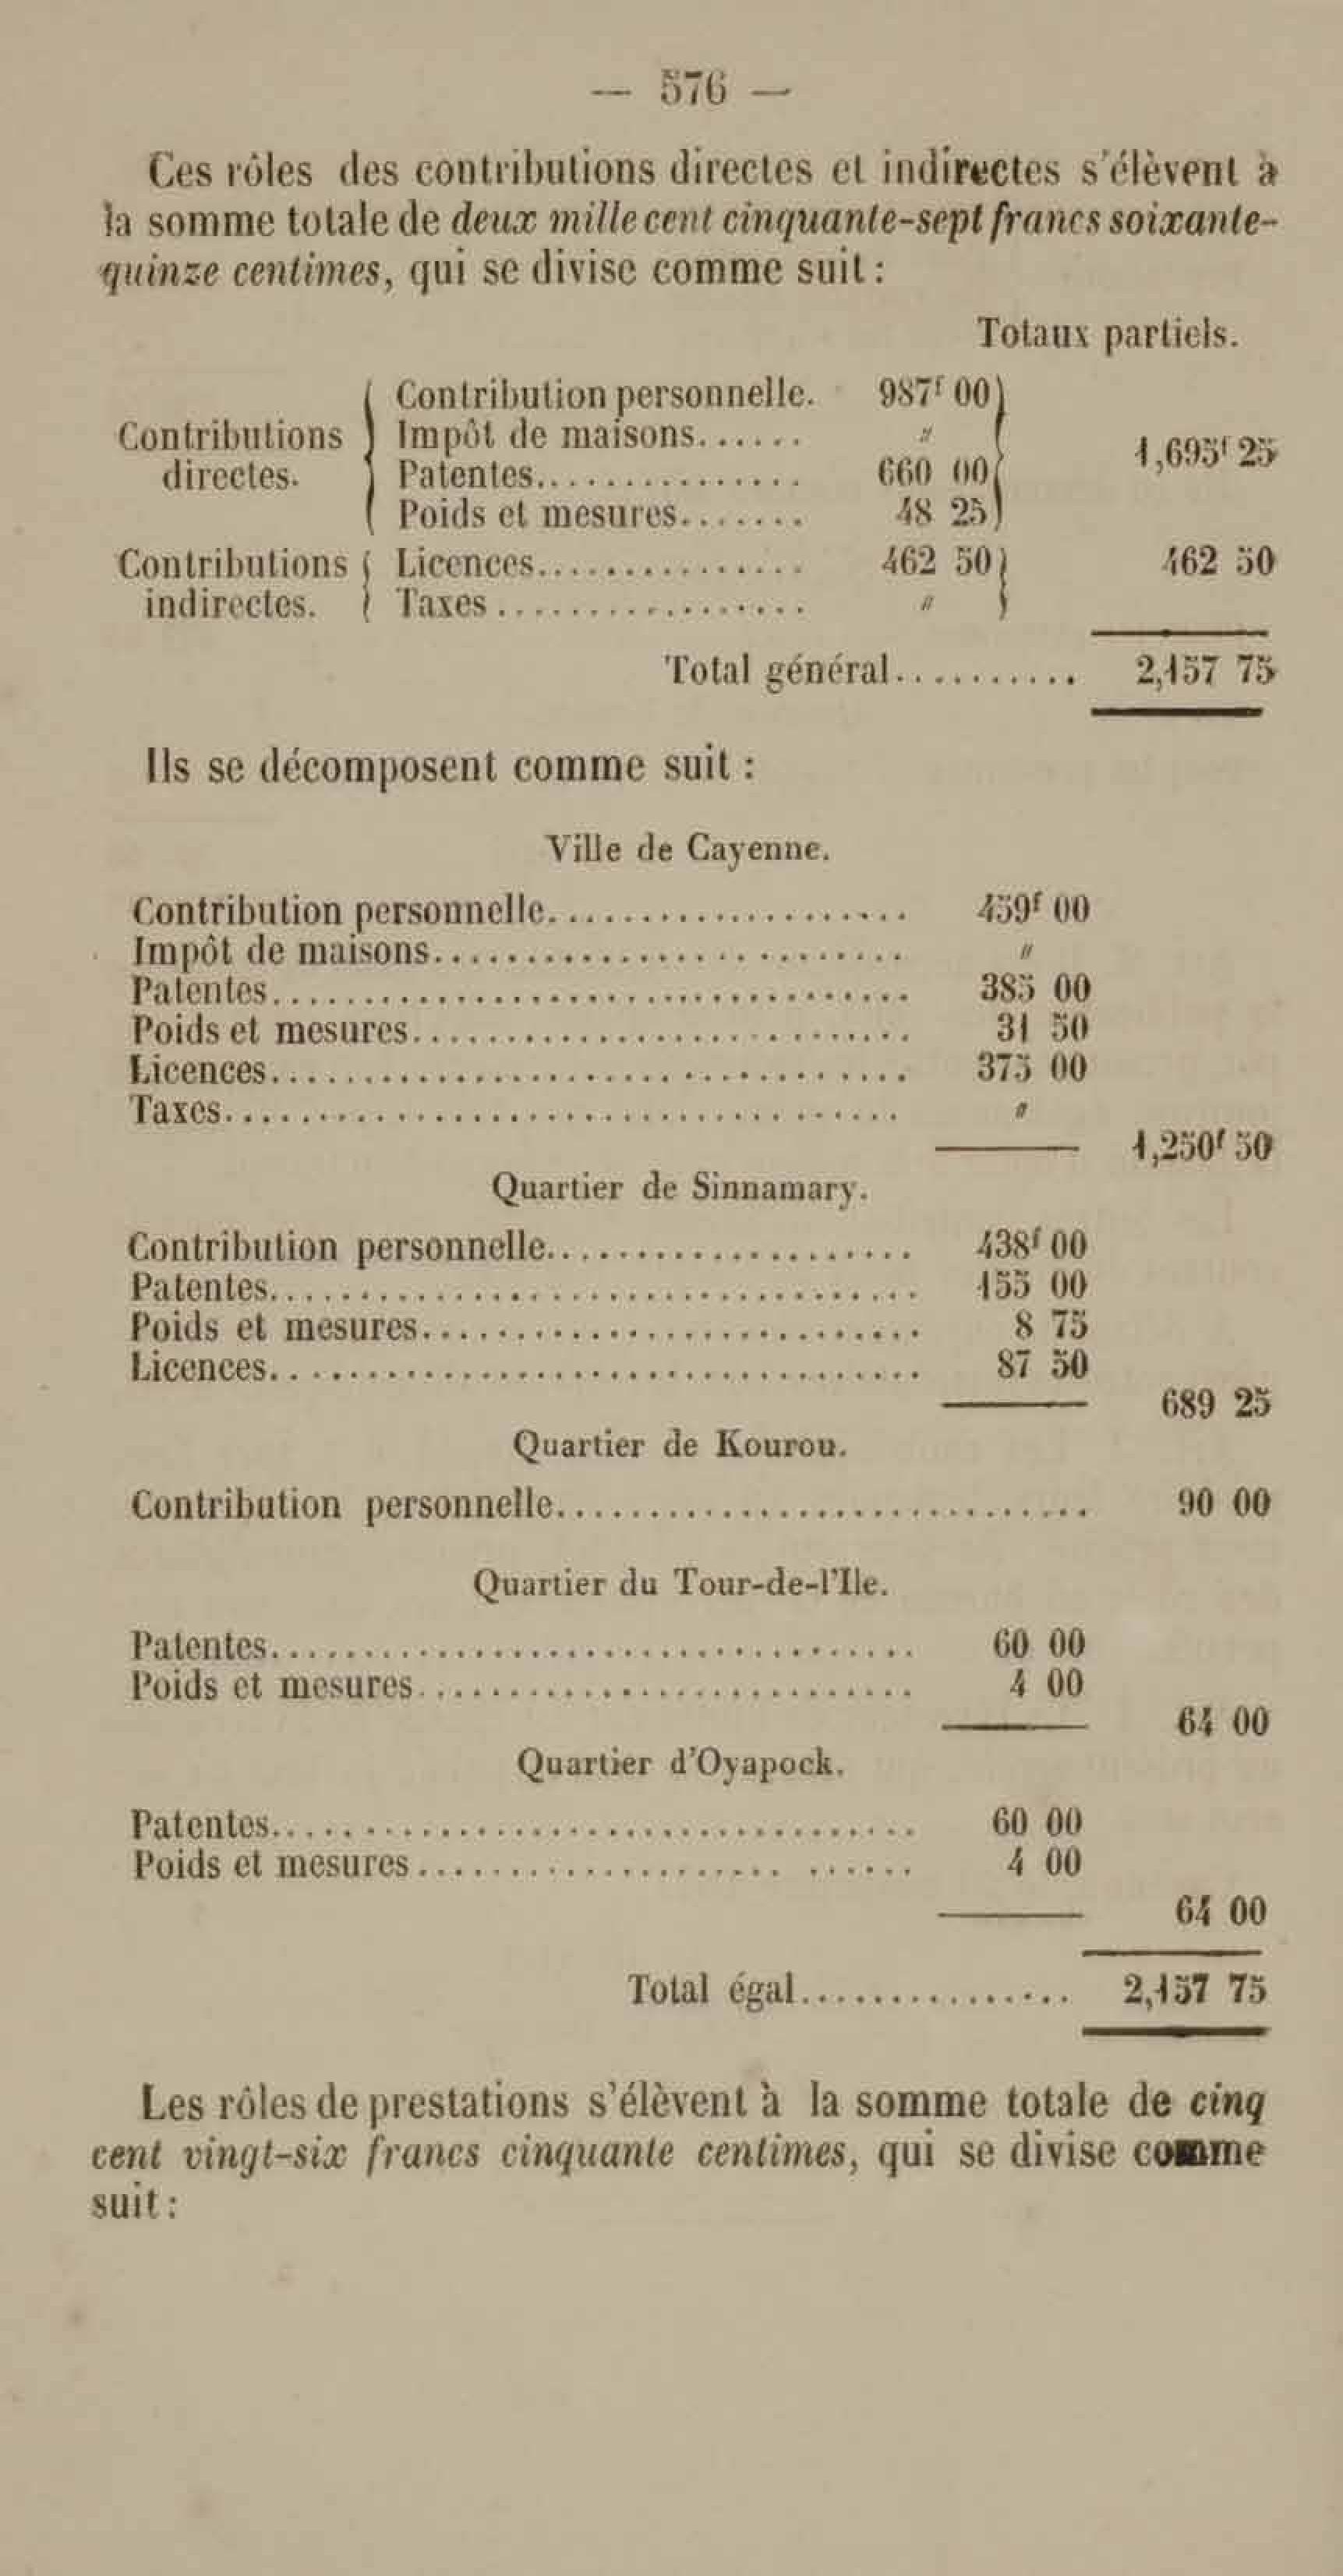 — 576 —
Ces rôles des contributions directes et indirectes s'élèvent à
la somme totale de deux mille cent cinquante-sept francs soixante-
quinze centimes, qui se divise comme suit :
Totaux partiels.
Contributions directes. Contribution personnelle. 987f 00
Impôt de maisons...... "
Patentes............... 660 00
Poids et mesures....... 48 25
1,695f 25
Contributions indirectes. Licences................ 462 50 462 50
Taxes .................. "
Total général........... 2,157 75
Ils se décomposent comme suit :
Ville de Cayenne.
Contribution personnelle.................... 459f 00
Impôt de maisons.......................... "
Patentes................................... 385 00
Poids et mesures........................... 31 50
Licences................................... 375 00
Taxes..................................... "
1,250f 50
Quartier de Sinnamary.
Contribution personnelle.................... 438f 00
Patentes................................... 155 00
Poids et mesures........................... 8 75
Licences................................... 87 50
689 25
Quartier de Kourou.
Contribution personnelle............................. 90 00
Quartier du Tour-de-l'Ile.
Patentes................................... 60 00
Poids et mesures........................... 4 00
64 00
Quartier d'Oyapock.
Patentes................................... 60 00
Poids et mesures.................... ...... 4 00
64 00
Total égal............... 2,157 75
Les rôles de prestations s'élèvent à la somme totale de cinq
cent vingt-six francs cinquante centimes, qui se divise comme
suit :